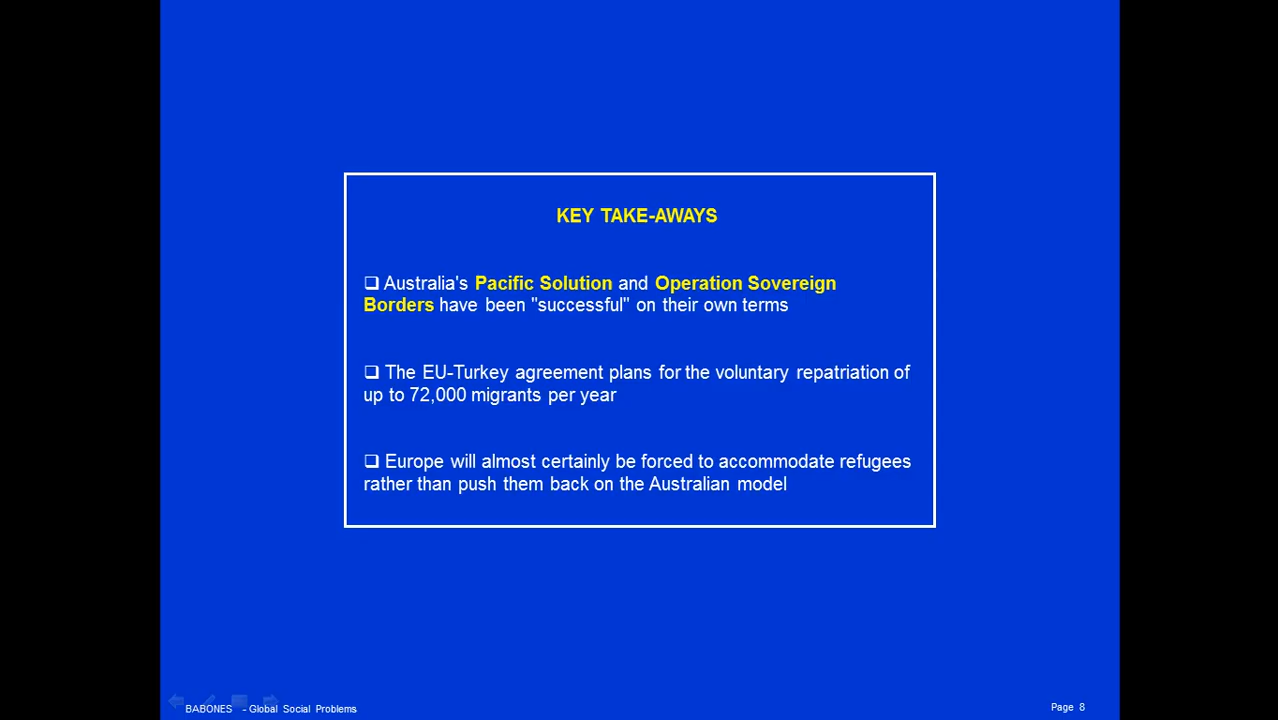 KEY TAKE-AWAYS
❑ Australia's Pacific Solution and Operation Sovereign
Borders have been "successful" on their own terms
❑ The EU-Turkey agreement plans for the voluntary repatriation of
up to 72,000 migrants per year
❑ Europe will almost certainly be forced to accommodate refugees
rather than push them back on the Australian model
BABONES - Global Social Problems
Page 8